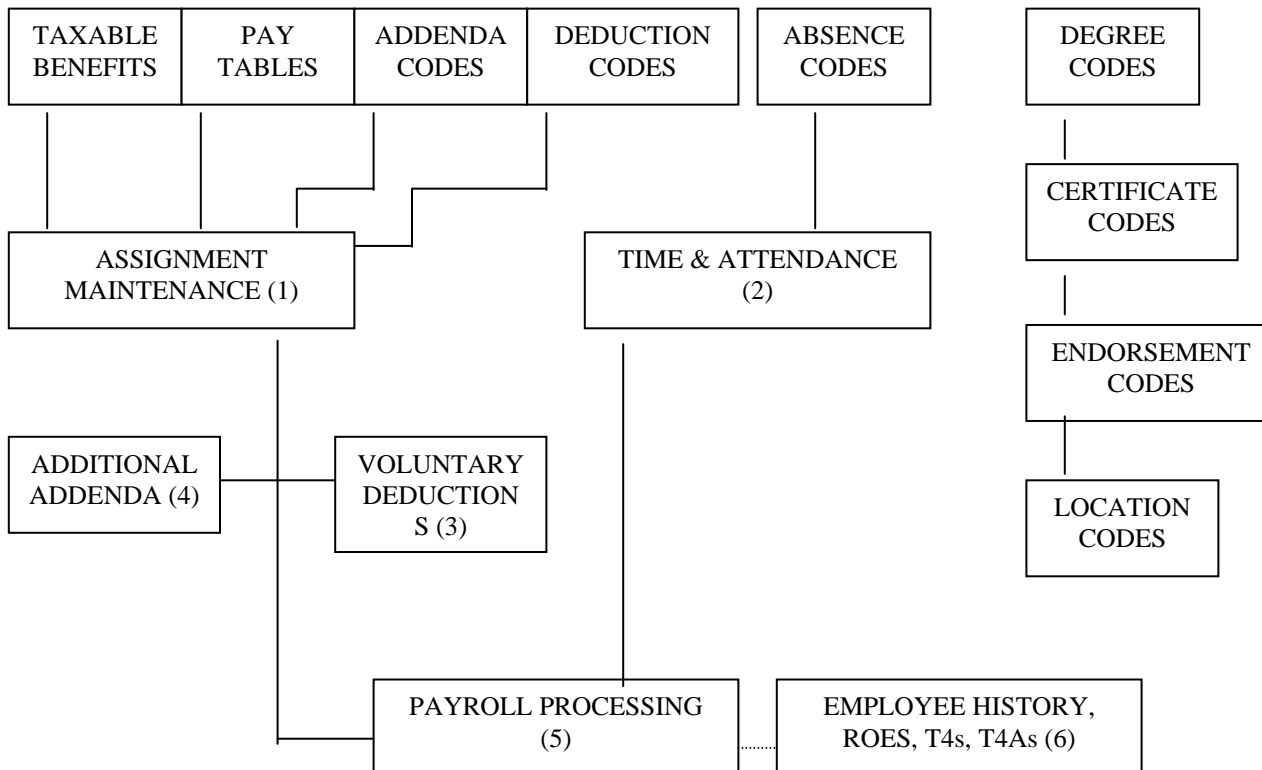 TAXABLE
BENEFITS
PAY
TABLES
ADDENDA
CODES
DEDUCTION
CODES
ABSENCE
CODES
DEGREE
CODES
CERTIFICATE
CODES
ASSIGNMENT
MAINTENANCE (1)
TIME & ATTENDANCE
(2)
ENDORSEMENT
CODES
ADDITIONAL
ADDENDA (4)
VOLUNTARY
DEDUCTION
S (3)
LOCATION
CODES
PAYROLL PROCESSING
(5)
EMPLOYEE HISTORY,
ROES, T4s, T4As (6)